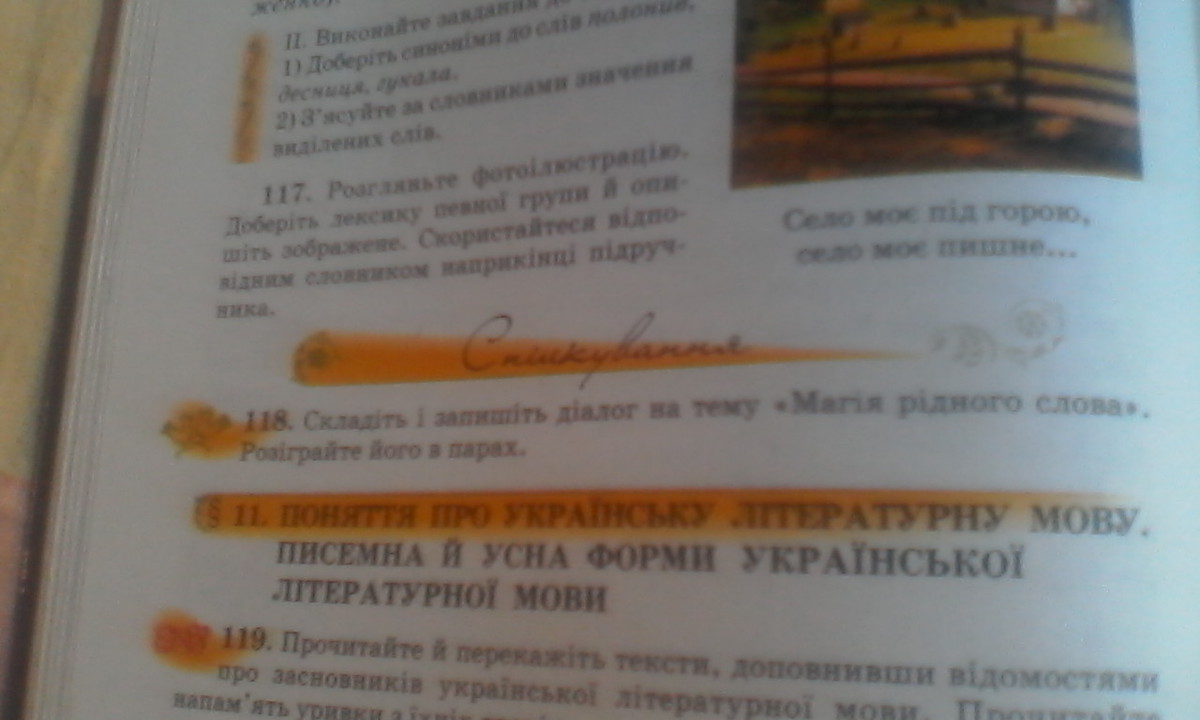 ІІ. Виконайте завдання до
1) Доберіть синоніми до слів полонив,
десниця, гукала.
2) З'ясуйте за словниками значення
виділених слів.
117. Розгляньте фотоілюстрацію.
Доберіть лексику певної групи й опи-
шіть зображене. Скористайтеся відпо-
відним словником наприкінці підруч-
ника.
Село моє під горою,
село моє пишне...
Спілкування
118. Складіть і запишіть діалог на тему «Магія рідного слова».
Розіграйте його в парах.
§ 11. ПОНЯТТЯ ПРО УКРАЇНСЬКУ ЛІТЕРАТУРНУ МОВУ.
ПИСЕМНА Й УСНА ФОРМИ УКРАЇНСЬКОЇ
ЛІТЕРАТУРНОЇ МОВИ
119. Прочитайте й перекажіть тексти, доповнивши відомостями
про засновників української літературної мови. Прочитайте
напам'ять уривки з їхніх